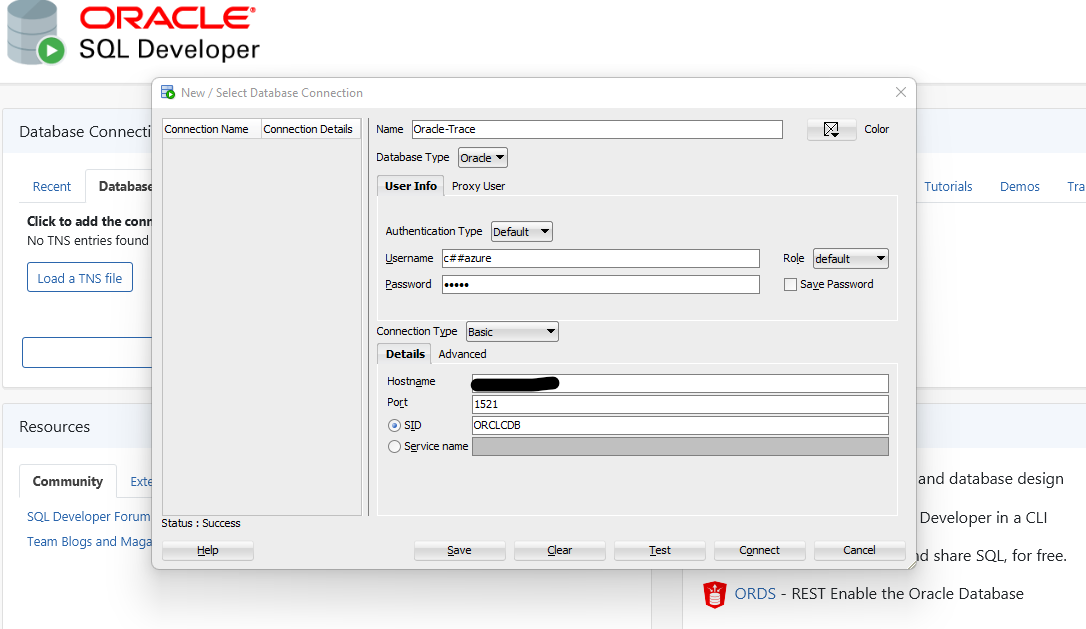 ORACLE®
SQL Developer
New / Select Database Connection
Database Connecti
Recent
Database
Click to add the conn
No TNS entries found
Load a TNS file
Tutorials
Demos
Tra
Connection Name
Connection Details
Name Oracle-Trace
Color
Database Type Oracle
User Info
Proxy User
Authentication Type Default
Username c##azure
Role default
Password •••••
Save Password
Connection Type Basic
Details
Advanced
Hostname
Port 1521
SID ORCLCDB
Service name
Status : Success
Help
Save
Clear
Test
Connect
Cancel
Resources
Community
Exte
SQL Developer Forum
Team Blogs and Maga
and database design
Developer in a CLI
nd share SQL, for free.
ORDS - REST Enable the Oracle Database